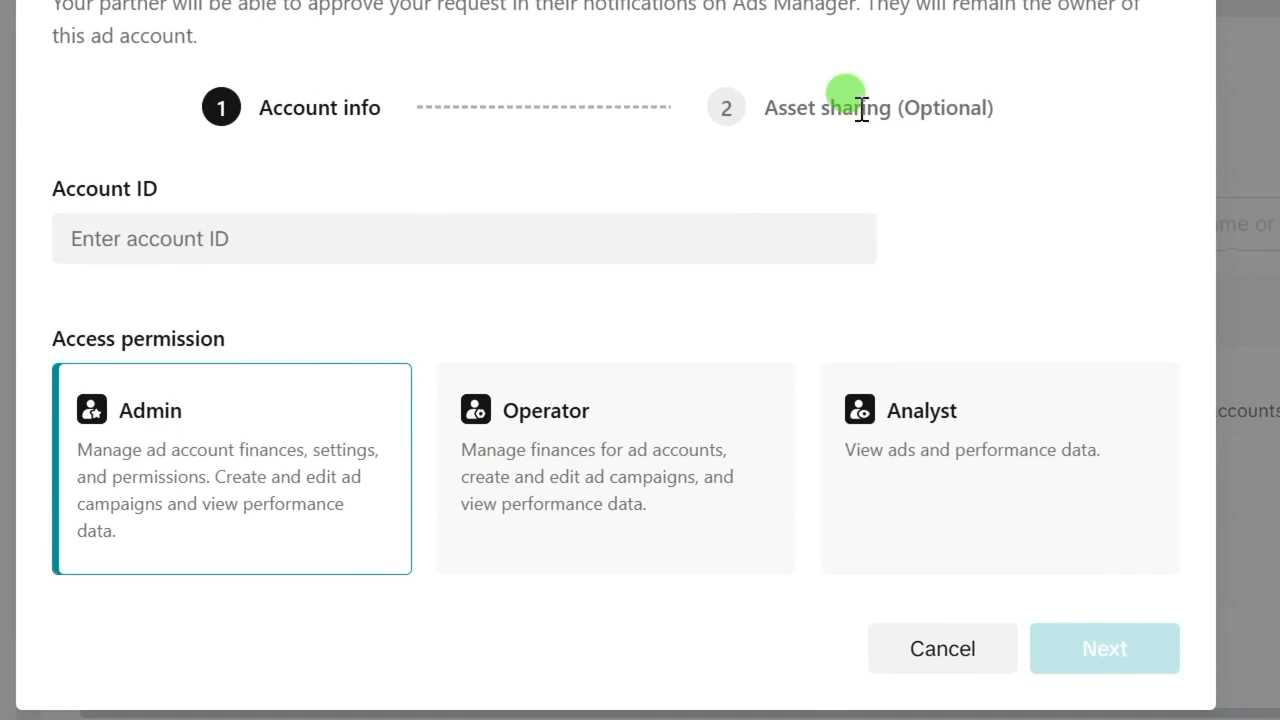 Your partner will be able to approve your request in their notifications on Ads Manager. They will remain the owner of
this ad account.
1 Account info 2 Asset sharing (Optional)
Account ID
Enter account ID
me or
Access permission
Admin
Manage ad account finances, settings,
and permissions. Create and edit ad
campaigns and view performance
data.
Operator
Manage finances for ad accounts,
create and edit ad campaigns, and
view performance data.
Analyst
View ads and performance data.
ccounts
Cancel Next